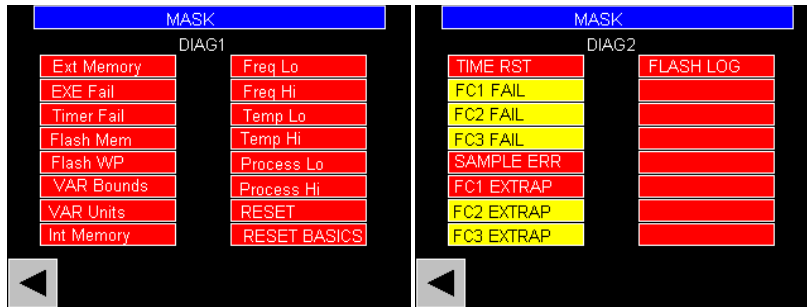 MASK
DIAG1
Ext Memory
EXE Fail
Timer Fail
Flash Mem
Flash WP
VAR Bounds
VAR Units
Int Memory
Freq Lo
Freq Hi
Temp Lo
Temp Hi
Process Lo
Process Hi
RESET
RESET BASICS
MASK
DIAG2
TIME RST
FC1 FAIL
FC2 FAIL
FC3 FAIL
SAMPLE ERR
FC1 EXTRAP
FC2 EXTRAP
FC3 EXTRAP
FLASH LOG